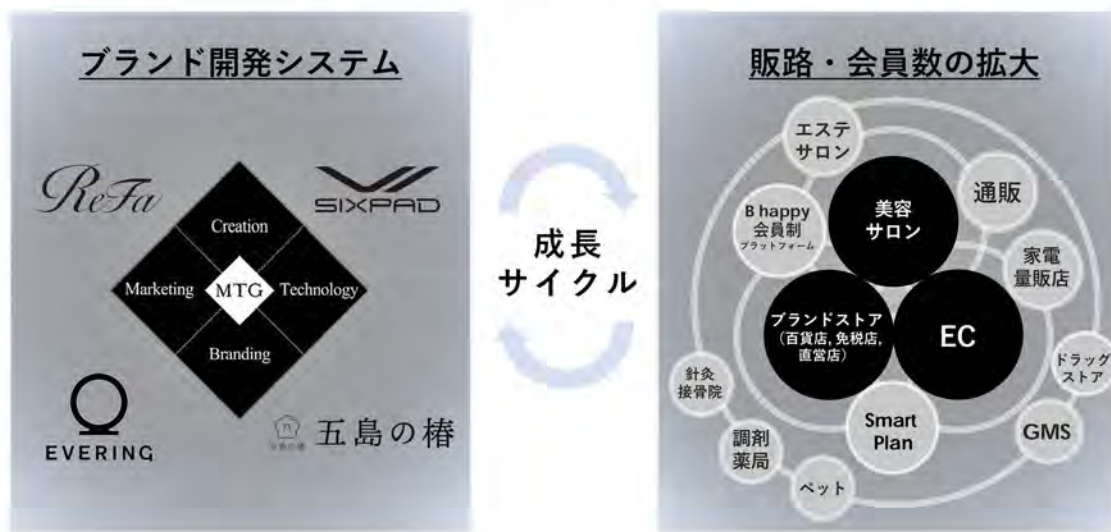 ブランド開発システム
ReFa
SIXPAD
Creation
Marketing
MTG
Technology
Branding
EVERING
五島の椿
成長
サイクル
販路・会員数の拡大
エステ
サロン
通販
B happy
会員制
プラットフォーム
美容
サロン
家電
量販店
ブランドストア
(百貨店, 免税店,
直営店)
EC
ドラッグ
ストア
針灸
接骨院
Smart
Plan
GMS
調剤
薬局
ペット